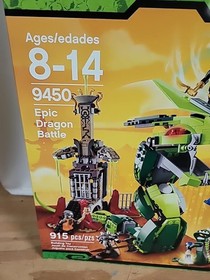 Ages/edades
8-14
9450
Epic
Dragon
Battle
915 pcs/pzs